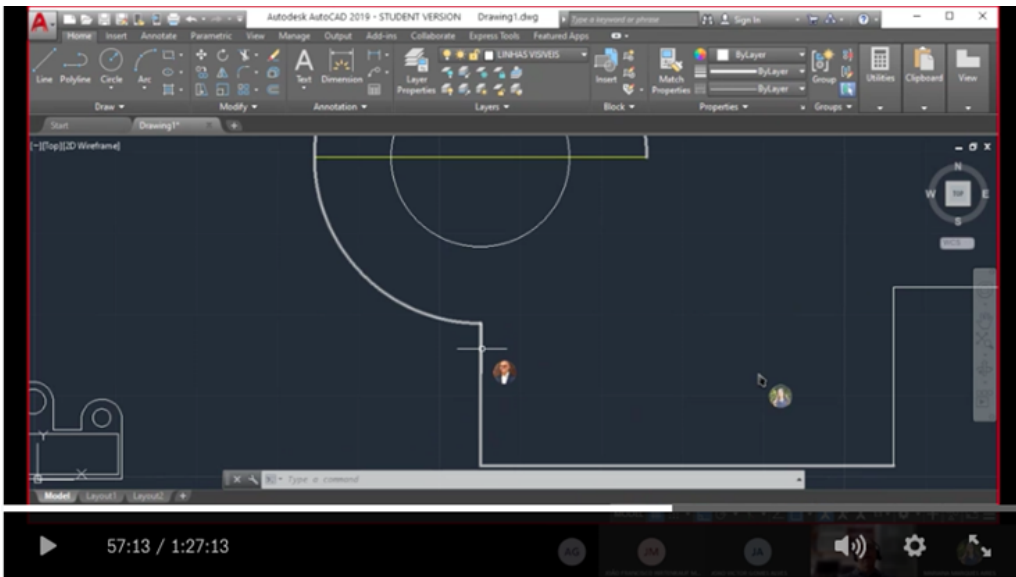 Autodesk AutoCAD 2019 - STUDENT VERSION Drawing1.dwg Type a keyword or phrase Sign In
Home Insert Annotate Parametric View Manage Output Add-ins Collaborate Express Tools Featured Apps
LINHAS VISIVEIS ByLayer
Line Polyline Circle Arc Text Dimension Layer Properties Insert Match Properties ByLayer ByLayer Group Utilities Clipboard View
Draw Modify Annotation Layers Block Properties Groups
Start Drawing1* +
[-][Top][2D Wireframe]
N
W TOP E
S
WCS
Y
X
Type a command
Model Layout1 Layout2 +
57:13 / 1:27:13
AG JM JA